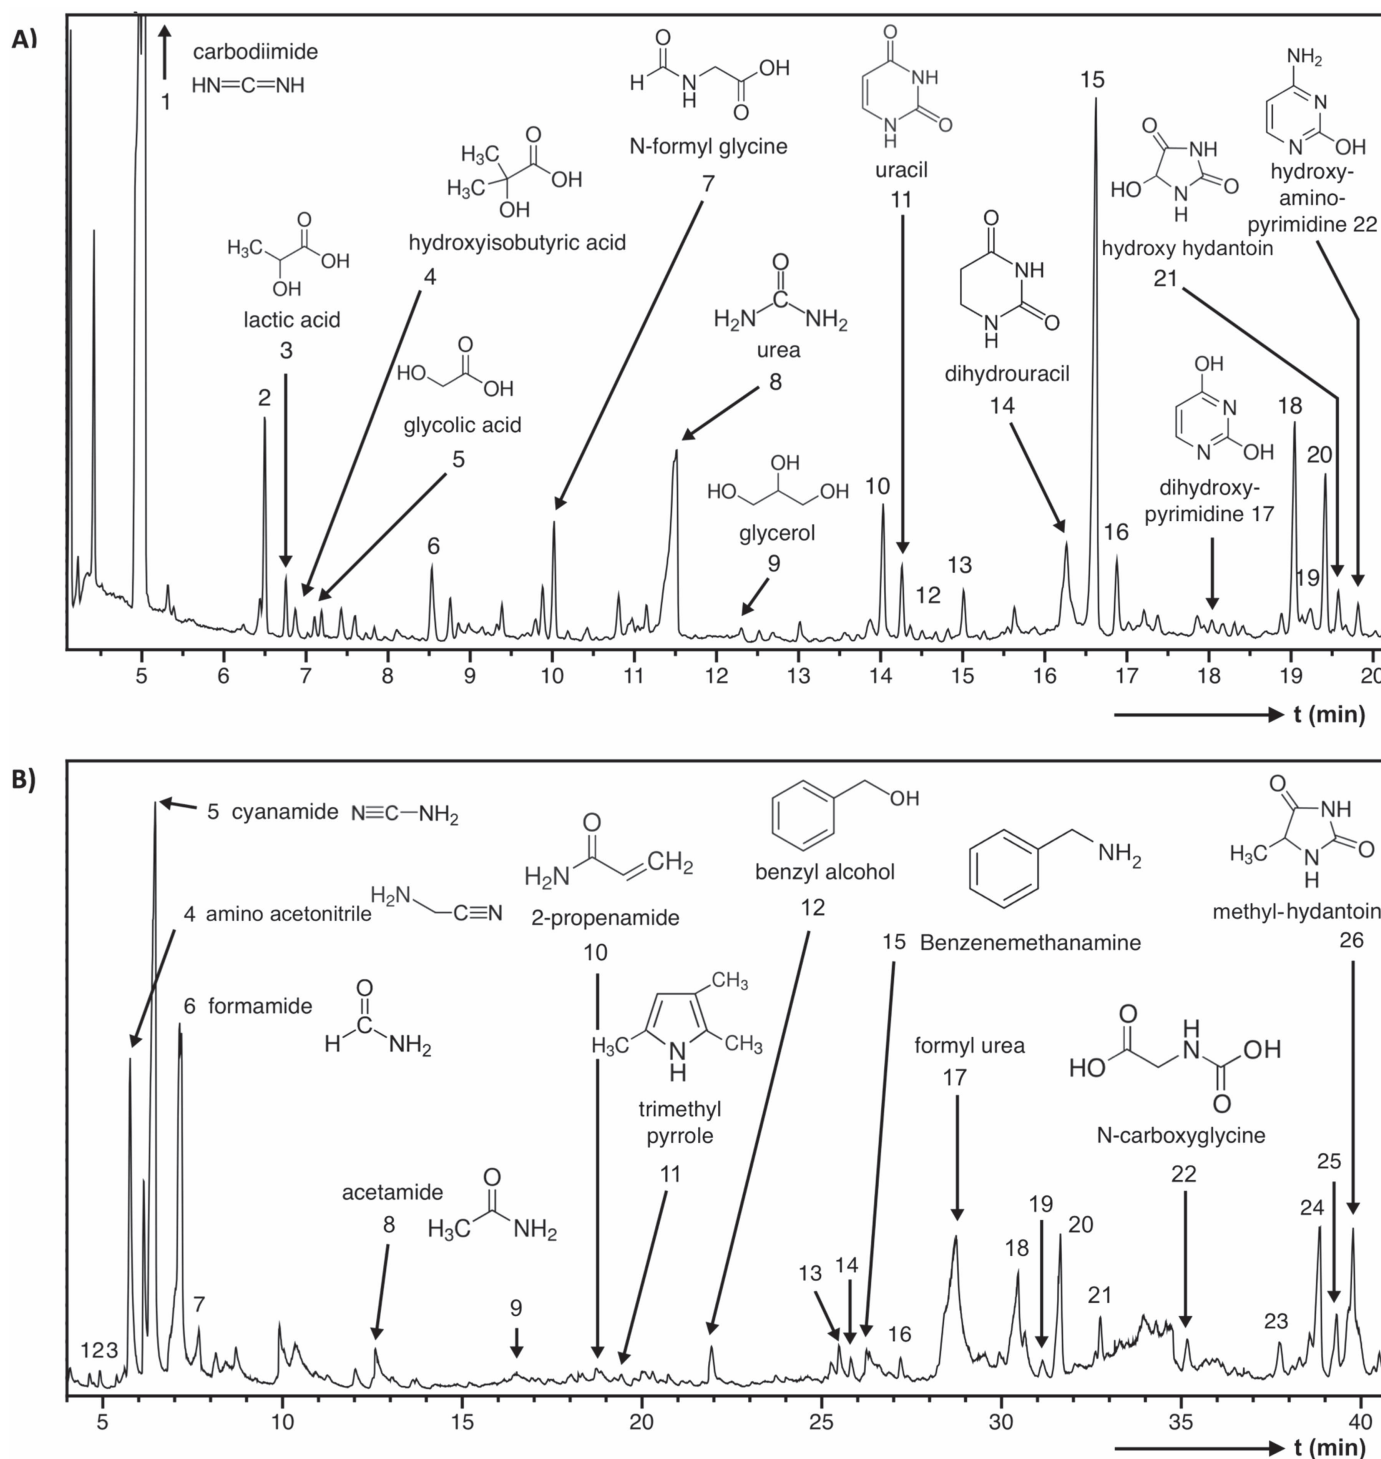 A)
carbodiimide
HN=C=NH
1
O
H
N
H
O
OH
N-formyl glycine
7
O
NH
N
H
O
uracil
11
15
NH2
N
N
OH
hydroxy-
amino-
pyrimidine 22
O
NH
HO
N
H
O
hydroxy hydantoin
21
H3C
H3C
O
OH
OH
hydroxyisobutyric acid
4
O
H3C
OH
OH
lactic acid
3
O
HO
OH
glycolic acid
5
O
C
H2N
NH2
urea
8
O
NH
N
H
O
dihydrouracil
14
OH
N
N
OH
dihydroxy-
pyrimidine 17
OH
HO
OH
glycerol
9
2
6
10
12
13
16
18
19
20
5 6 7 8 9 10 11 12 13 14 15 16 17 18 19 20
t (min)
B)
5 cyanamide N≡C–NH2
4 amino acetonitrile
H2N
C≡N
6 formamide
O
C
H
NH2
O
H2N
CH2
2-propenamide
10
OH
benzyl alcohol
12
NH2
15 Benzenemethanamine
O
NH
H3C
N
H
O
methyl-hydantoin
26
CH3
H3C
N
H
CH3
trimethyl
pyrrole
11
formyl urea
17
O
HO
H
N
C
OH
O
N-carboxyglycine
22
acetamide
8
O
H3C
NH2
123
7
9
13
14
16
18
19
20
21
23
24
25
5 10 15 20 25 30 35 40
t (min)